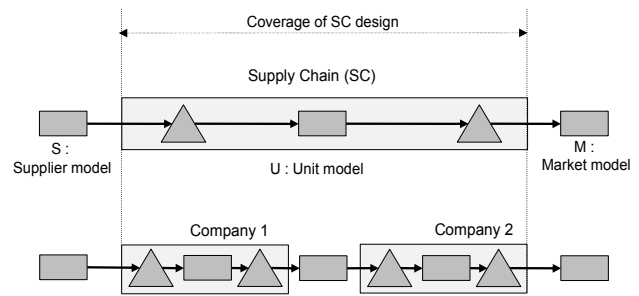 Coverage of SC design
Supply Chain (SC)
S :
Supplier model
U : Unit model
M :
Market model
Company 1
Company 2